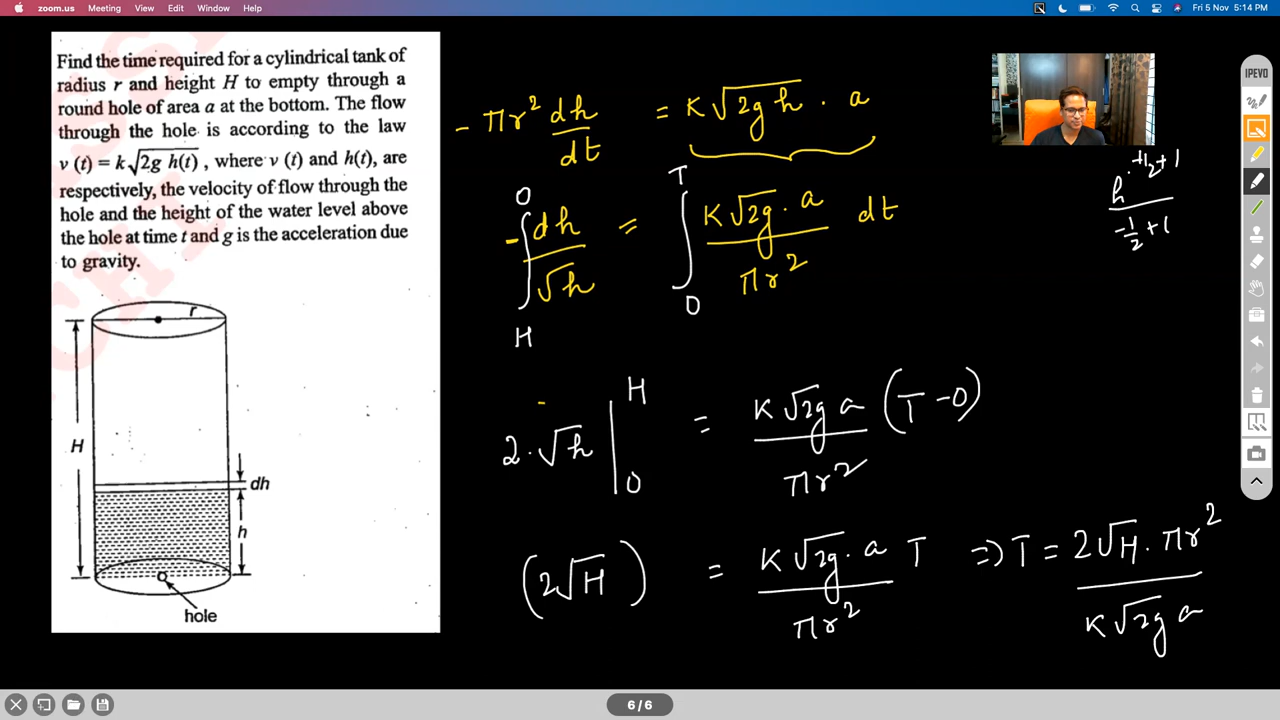 zoom.us Meeting View Edit Window Help Fri 5 Nov 5:14 PM
Find the time required for a cylindrical tank of
radius r and height H to empty through a
round hole of area a at the bottom. The flow
through the hole is according to the law
v (t) = k√2g h(t), where v (t) and h(t), are
respectively, the velocity of flow through the
hole and the height of the water level above
the hole at time t and g is the acceleration due
to gravity.
r
H
dh
h
hole
- πr² dh/dt = K√2gh · a
-∫_H^0 dh/√h = ∫_0^T K√2g · a / πr² dt
h^(-1/2+1) / (-1/2+1)
2·√h |_0^H = K√2g a / πr² (T-0)
(2√H) = K√2g · a / πr² T ⇒ T = 2√H · πr² / K√2g a
IPEVO
6/6